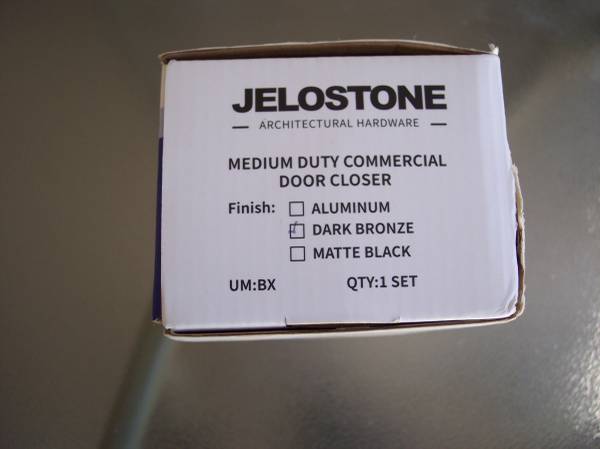 JELOSTONE
— ARCHITECTURAL HARDWARE —
MEDIUM DUTY COMMERCIAL
DOOR CLOSER
Finish: ☐ ALUMINUM
☑ DARK BRONZE
☐ MATTE BLACK
UM:BX QTY:1 SET